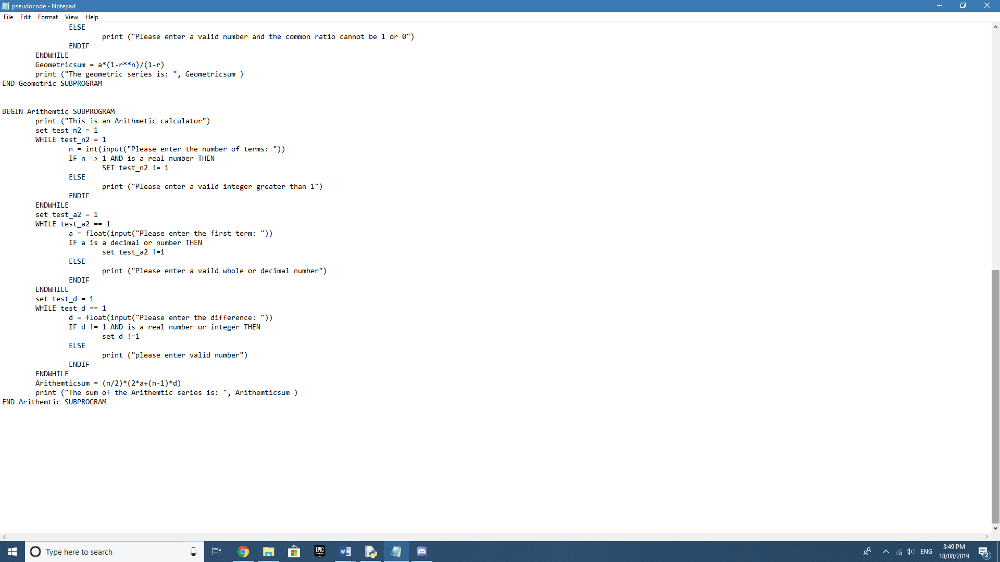 pseudocode - Notepad
File Edit Format View Help
ELSE
print ("Please enter a valid number and the common ratio cannot be 1 or 0")
ENDIF
ENDWHILE
Geometricsum = a*(1-r**n)/(1-r)
print ("The geometric series is: ", Geometricsum )
END Geometric SUBPROGRAM
BEGIN Arithemtic SUBPROGRAM
print ("This is an Arithmetic calculator")
set test_n2 = 1
WHILE test_n2 = 1
n = int(input("Please enter the number of terms: "))
IF n => 1 AND is a real number THEN
SET test_n2 != 1
ELSE
print ("Please enter a vaild integer greater than 1")
ENDIF
ENDWHILE
set test_a2 = 1
WHILE test_a2 == 1
a = float(input("Please enter the first term: "))
IF a is a decimal or number THEN
set test_a2 !=1
ELSE
print ("Please enter a vaild whole or decimal number")
ENDIF
ENDWHILE
set test_d = 1
WHILE test_d == 1
d = float(input("Please enter the difference: "))
IF d != 1 AND is a real number or integer THEN
set d !=1
ELSE
print ("please enter valid number")
ENDIF
ENDWHILE
Arithemticsum = (n/2)*(2*a+(n-1)*d)
print ("The sum of the Arithemtic series is: ", Arithemticsum )
END Arithemtic SUBPROGRAM
Type here to search
EPIC GAMES
ENG
3:49 PM
18/08/2019
2